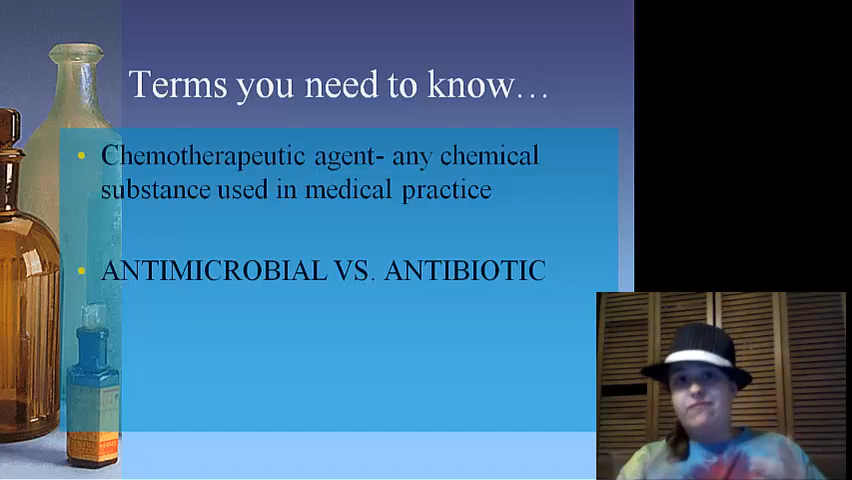 Terms you need to know…
• Chemotherapeutic agent- any chemical
substance used in medical practice
• ANTIMICROBIAL VS. ANTIBIOTIC